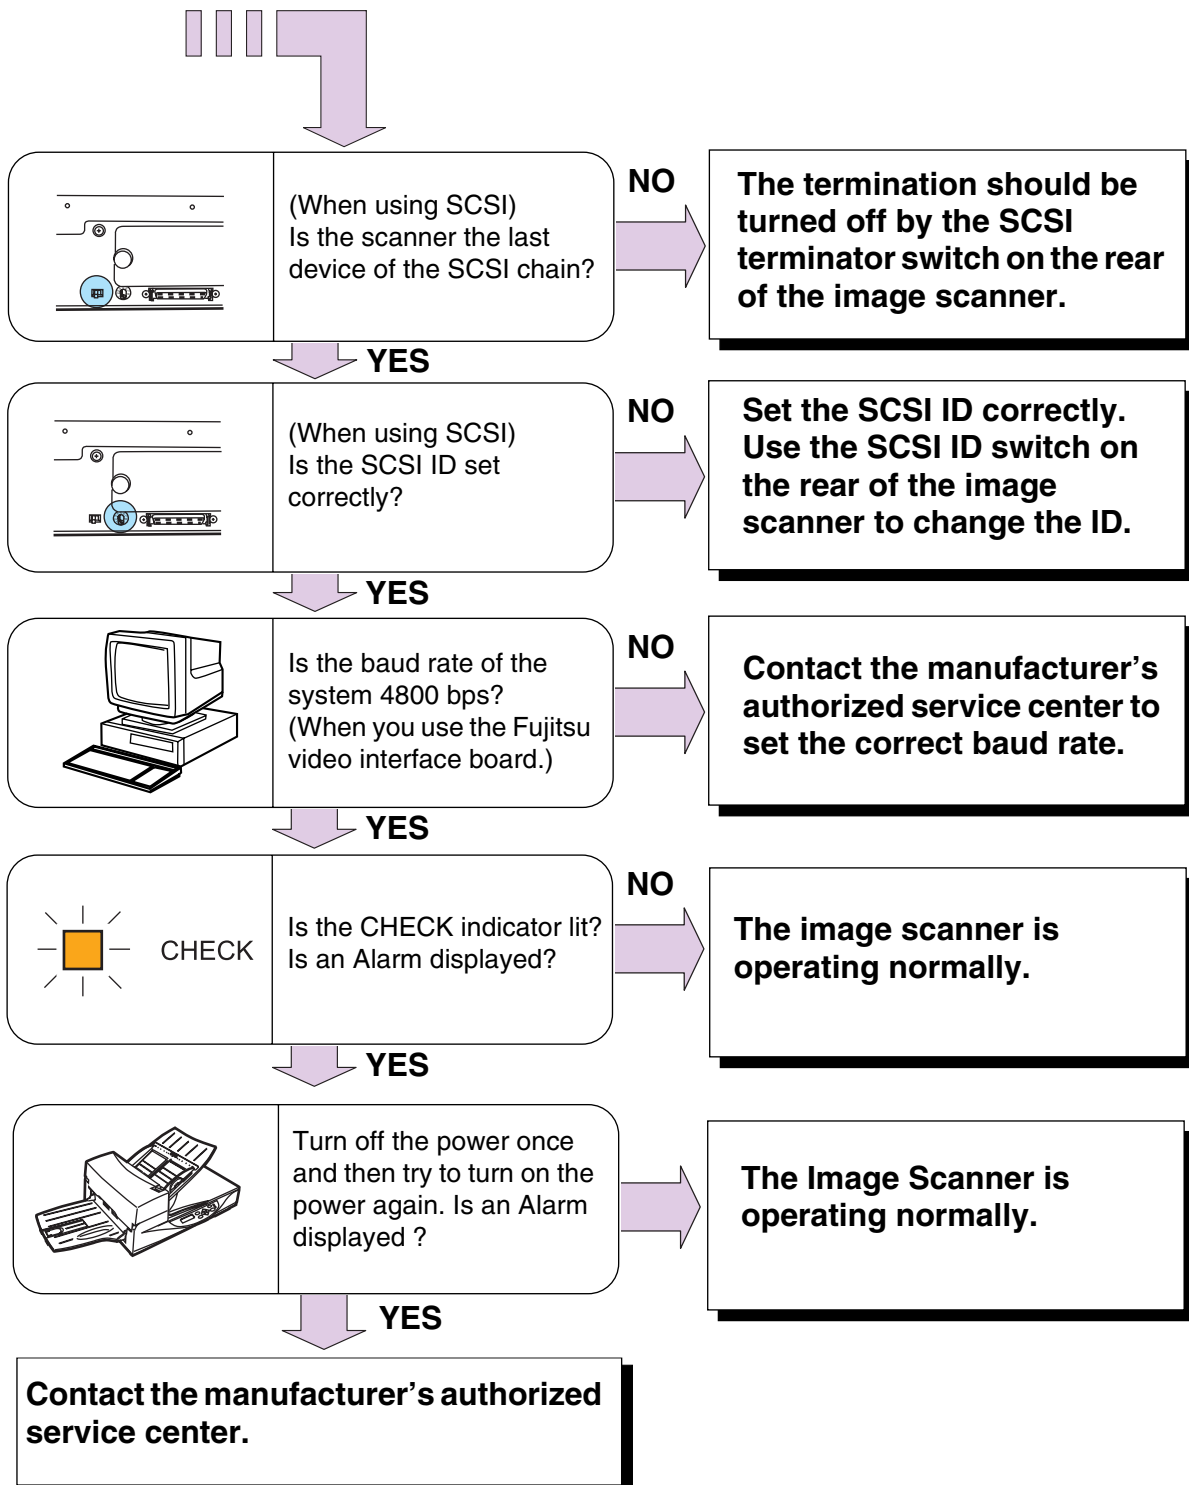 (When using SCSI)
Is the scanner the last
device of the SCSI chain?
NO
The termination should be
turned off by the SCSI
terminator switch on the rear
of the image scanner.
YES
(When using SCSI)
Is the SCSI ID set
correctly?
NO
Set the SCSI ID correctly.
Use the SCSI ID switch on
the rear of the image
scanner to change the ID.
YES
Is the baud rate of the
system 4800 bps?
(When you use the Fujitsu
video interface board.)
NO
Contact the manufacturer’s
authorized service center to
set the correct baud rate.
YES
CHECK
Is the CHECK indicator lit?
Is an Alarm displayed?
NO
The image scanner is
operating normally.
YES
Turn off the power once
and then try to turn on the
power again. Is an Alarm
displayed ?
The Image Scanner is
operating normally.
YES
Contact the manufacturer’s authorized
service center.